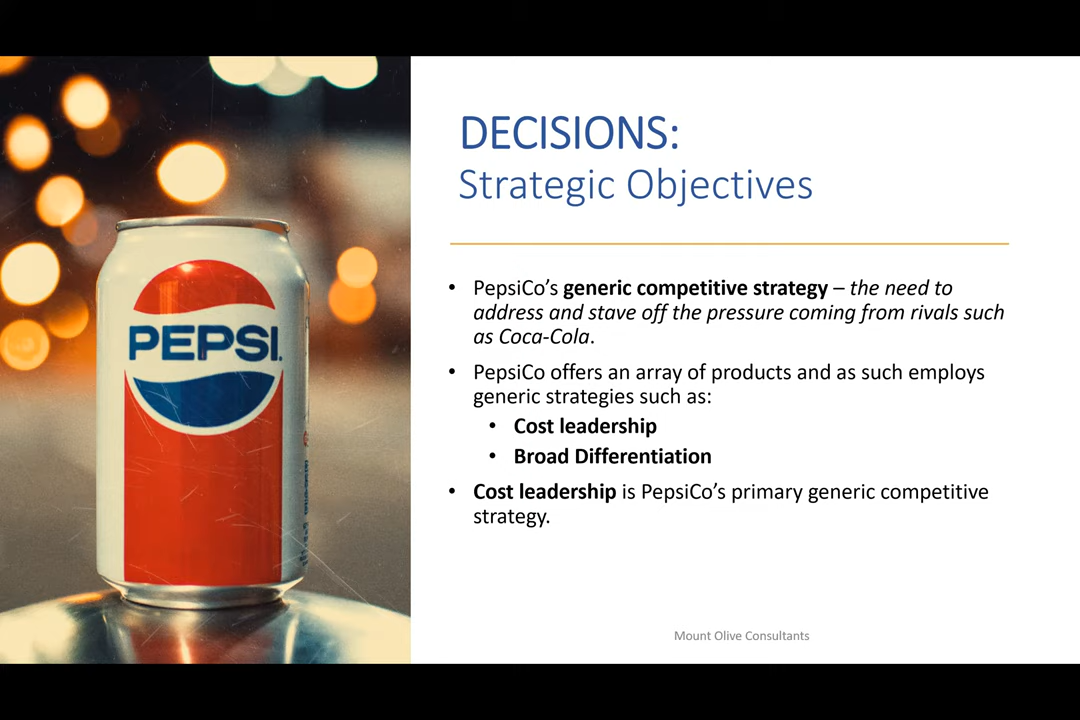 DECISIONS:
Strategic Objectives
• PepsiCo’s generic competitive strategy – the need to
address and stave off the pressure coming from rivals such
as Coca-Cola.
• PepsiCo offers an array of products and as such employs
generic strategies such as:
• Cost leadership
• Broad Differentiation
• Cost leadership is PepsiCo’s primary generic competitive
strategy.
Mount Olive Consultants
PEPSI.